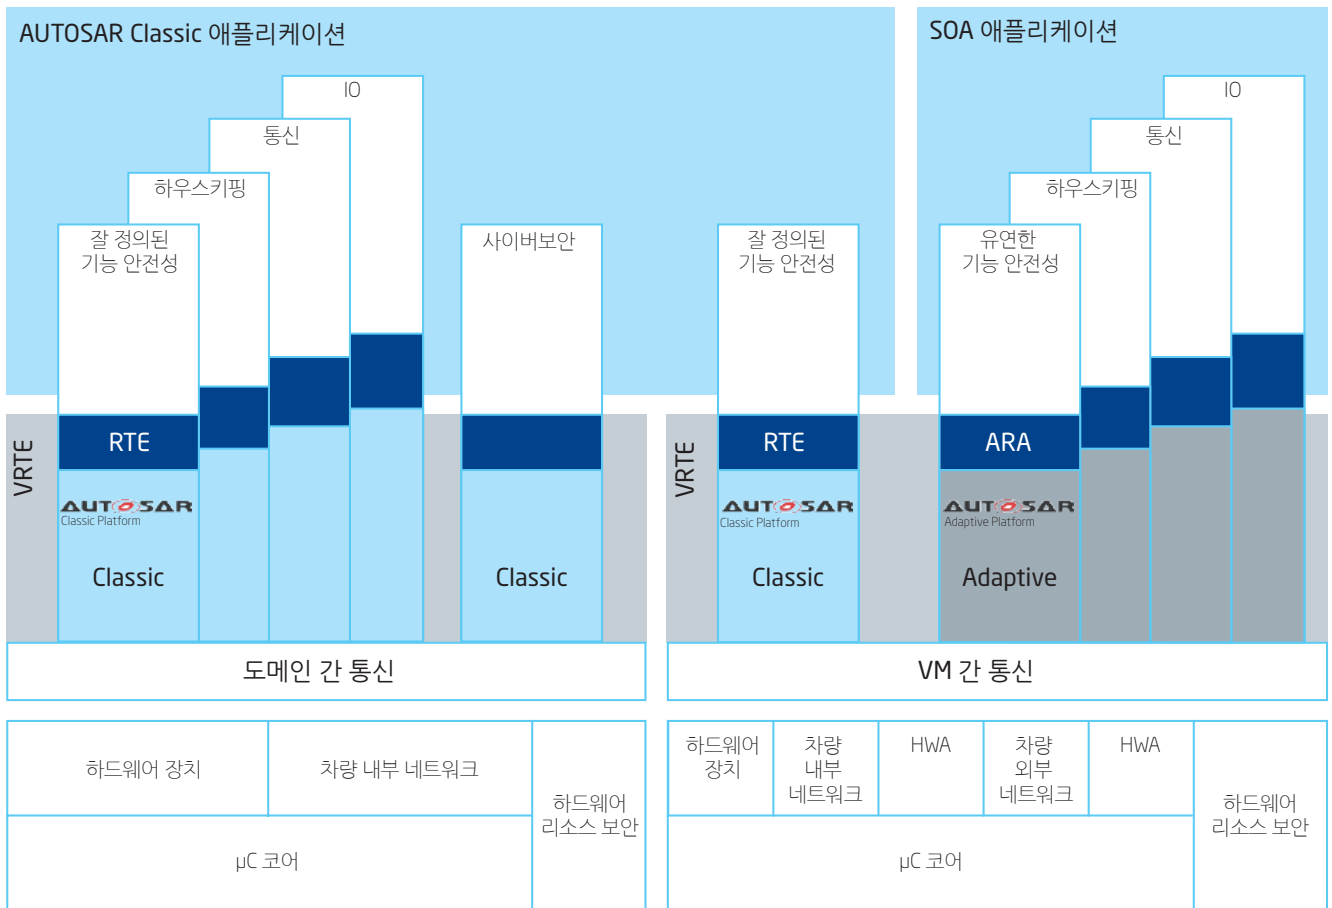 AUTOSAR Classic 애플리케이션
IO
통신
하우스키핑
잘 정의된
기능 안전성
사이버보안
잘 정의된
기능 안전성
SOA 애플리케이션
IO
통신
하우스키핑
유연한
기능 안전성
VRTE
RTE
AUTOSAR
Classic Platform
Classic
Classic
VRTE
RTE
AUTOSAR
Classic Platform
Classic
ARA
AUTOSAR
Adaptive Platform
Adaptive
도메인 간 통신
VM 간 통신
하드웨어 장치
차량 내부 네트워크
하드웨어
리소스 보안
µC 코어
하드웨어
장치
차량
내부
네트워크
HWA
차량
외부
네트워크
HWA
하드웨어
리소스 보안
µC 코어